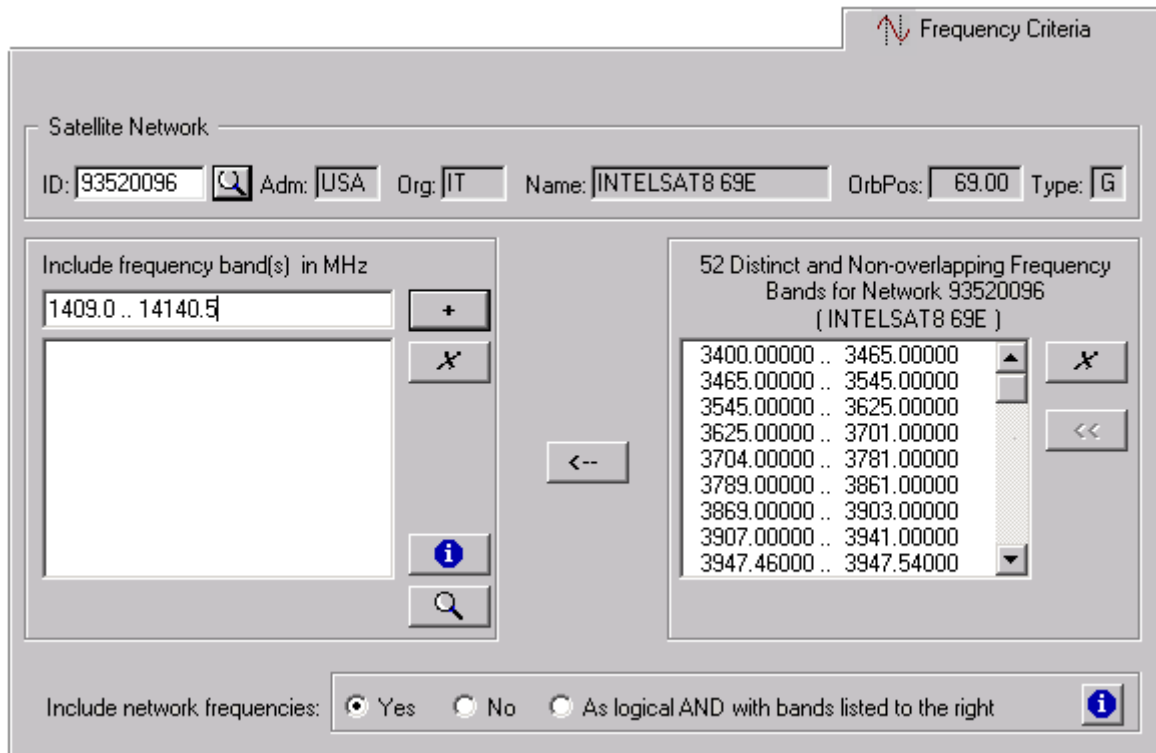 Frequency Criteria
Satellite Network
ID: 93520096 Adm: USA Org: IT Name: INTELSAT8 69E OrbPos: 69.00 Type: G
Include frequency band(s) in MHz
1409.0 .. 14140.5
+
X
i
<--
52 Distinct and Non-overlapping Frequency
Bands for Network 93520096
( INTELSAT8 69E )
3400.00000 .. 3465.00000
3465.00000 .. 3545.00000
3545.00000 .. 3625.00000
3625.00000 .. 3701.00000
3704.00000 .. 3781.00000
3789.00000 .. 3861.00000
3869.00000 .. 3903.00000
3907.00000 .. 3941.00000
3947.46000 .. 3947.54000
X
<<
Include network frequencies: Yes No As logical AND with bands listed to the right i